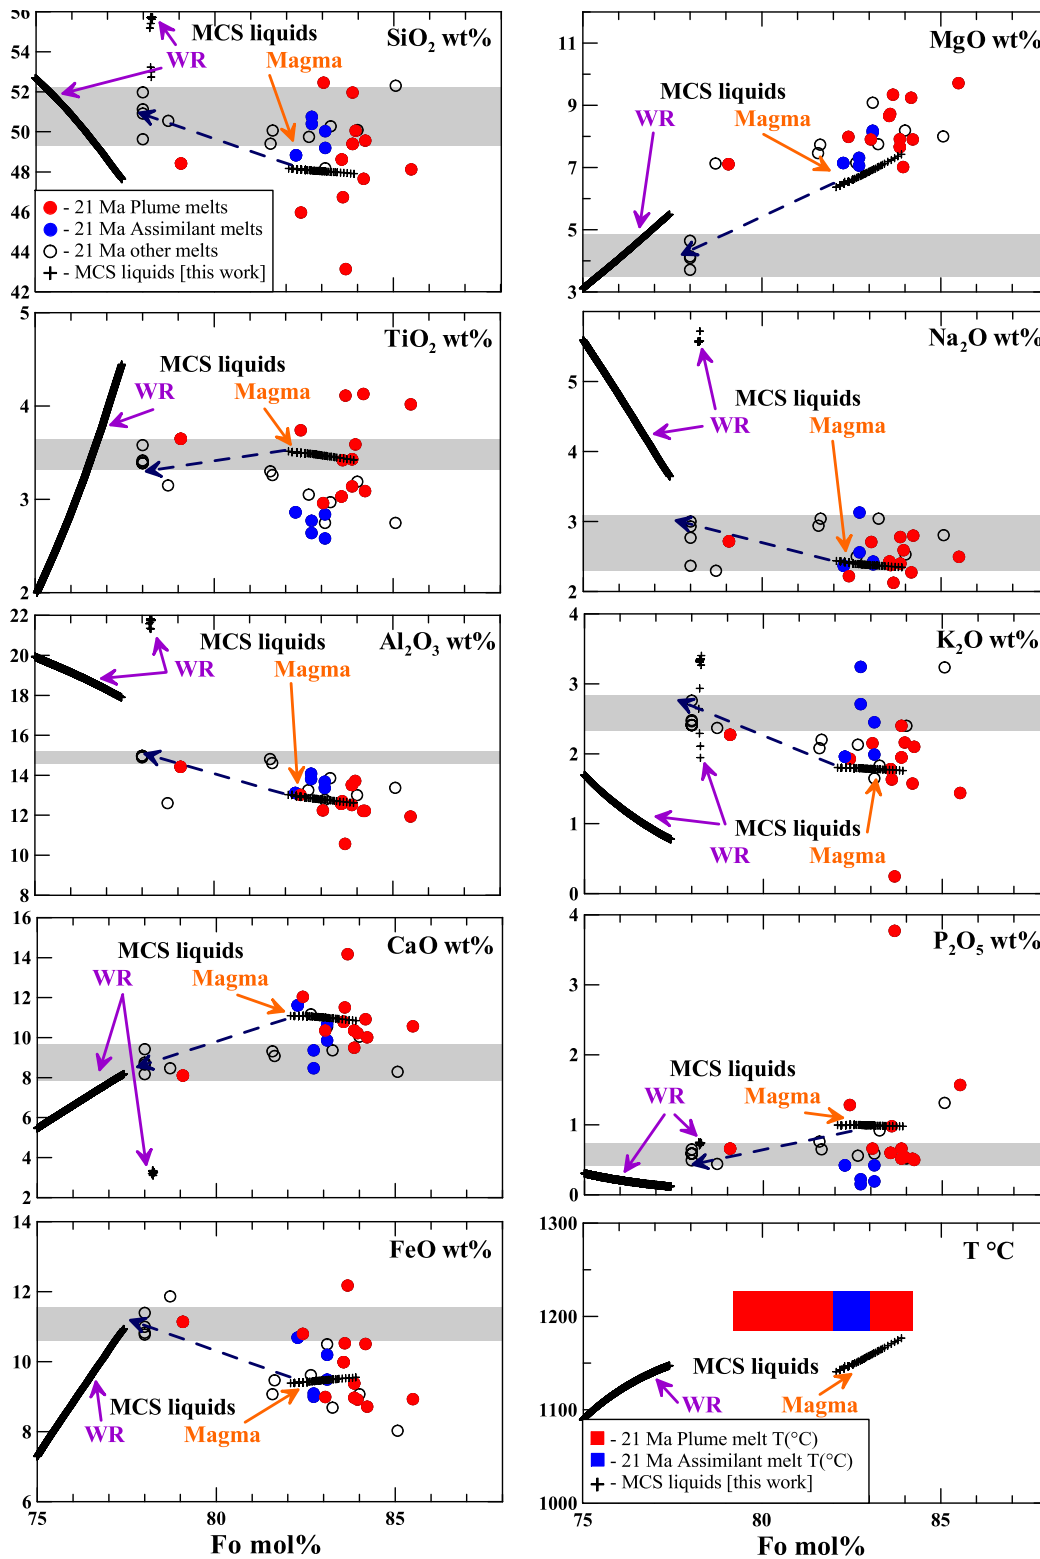 56
54
52
50
48
46
44
42
SiO2 wt%
MCS liquids
WR
Magma
- 21 Ma Plume melts
- 21 Ma Assimilant melts
- 21 Ma other melts
- MCS liquids [this work]
11
9
7
5
3
MgO wt%
MCS liquids
WR
Magma
5
4
3
2
TiO2 wt%
MCS liquids
WR
Magma
5
4
3
2
Na2O wt%
MCS liquids
WR
Magma
22
20
18
16
14
12
10
8
Al2O3 wt%
MCS liquids
WR
Magma
4
3
2
1
0
K2O wt%
MCS liquids
WR
Magma
16
14
12
10
8
6
4
2
CaO wt%
MCS liquids
WR
Magma
4
3
2
1
0
P2O5 wt%
MCS liquids
WR
Magma
14
12
10
8
6
FeO wt%
MCS liquids
WR
Magma
75 80 85
Fo mol%
1300
1200
1100
1000
T °C
MCS liquids
WR
Magma
- 21 Ma Plume melt T(°C)
- 21 Ma Assimilant melt T(°C)
- MCS liquids [this work]
75 80 85
Fo mol%